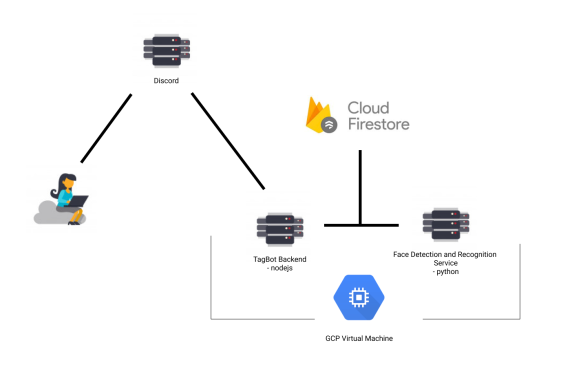 Discord
Cloud
Firestore
TagBot Backend
- nodejs
Face Detection and Recognition
Service
- python
GCP Virtual Machine